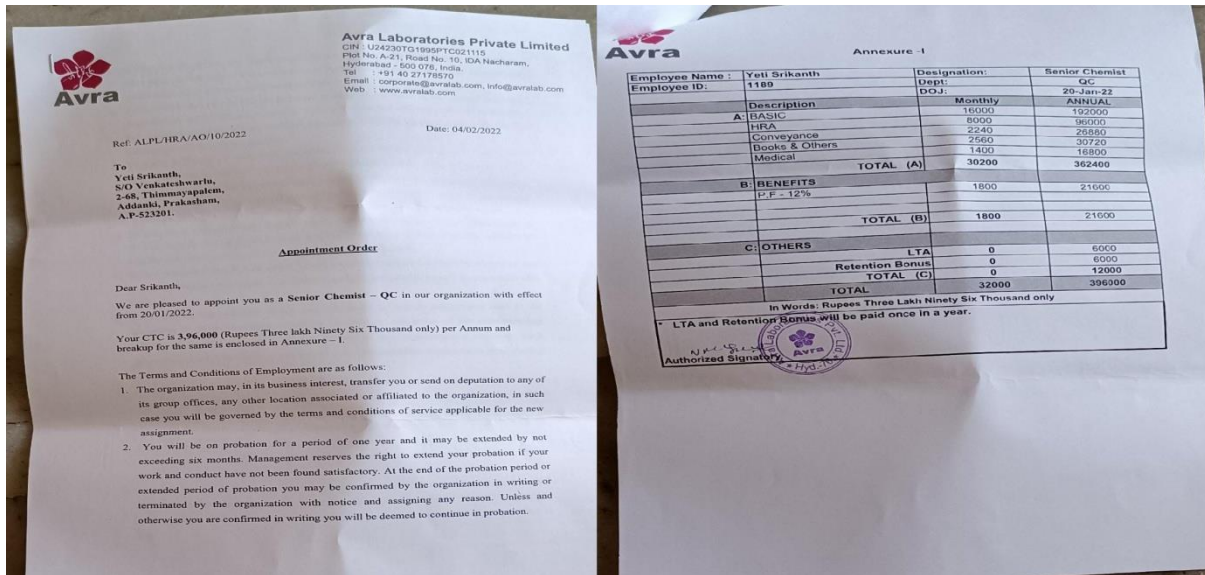 Avra
Avra Laboratories Private Limited
CIN : U24230TG1995PTC021115
Plot No. A-21, Road No. 10, IDA Nacharam,
Hyderabad - 500 076, India.
Tel : +91 40 27178570
Email : corporate@avralab.com, Info@avralab.com
Web : www.avralab.com
Ref: ALPL/HRA/AO/10/2022
Date: 04/02/2022
To
Yeti Srikanth,
S/O Venkateshwarlu,
2-68, Thimmayapalem,
Addanki, Prakasham,
A.P-523201.
Appointment Order
Dear Srikanth,
We are pleased to appoint you as a Senior Chemist – QC in our organization with effect
from 20/01/2022.
Your CTC is 3,96,000 (Rupees Three lakh Ninety Six Thousand only) per Annum and
breakup for the same is enclosed in Annexure – I.
The Terms and Conditions of Employment are as follows:
1. The organization may, in its business interest, transfer you or send on deputation to any of
its group offices, any other location associated or affiliated to the organization, in such
case you will be governed by the terms and conditions of service applicable for the new
assignment.
2. You will be on probation for a period of one year and it may be extended by not
exceeding six months. Management reserves the right to extend your probation if your
work and conduct have not been found satisfactory. At the end of the probation period or
extended period of probation you may be confirmed by the organization in writing or
terminated by the organization with notice and assigning any reason. Unless and
otherwise you are confirmed in writing you will be deemed to continue in probation.
Avra
Annexure -I
Employee Name : Yeti Srikanth Designation: Senior Chemist
Employee ID: 1189 Dept: QC
DOJ: 20-Jan-22
Description Monthly ANNUAL
A: BASIC 16000 192000
HRA 8000 96000
Conveyance 2240 26880
Books & Others 2560 30720
Medical 1400 16800
TOTAL (A) 30200 362400
B: BENEFITS
P.F - 12% 1800 21600
TOTAL (B) 1800 21600
C: OTHERS
LTA 0 6000
Retention Bonus 0 6000
TOTAL (C) 0 12000
TOTAL 32000 396000
In Words: Rupees Three Lakh Ninety Six Thousand only
* LTA and Retention Bonus will be paid once in a year.
Authorized Signatory
Avra
Pvt. Ltd.
Hyd.